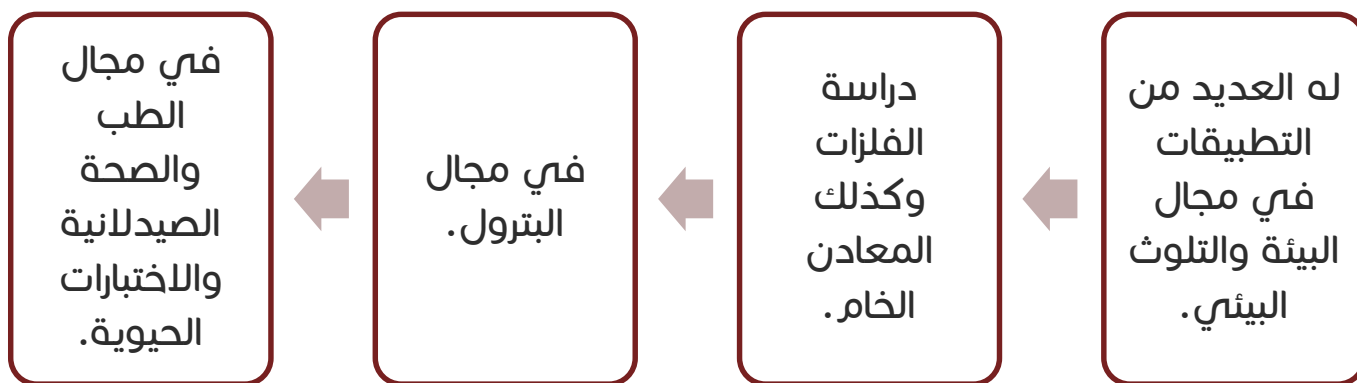 له العديد من
التطبيقات
في مجال
البيئة والتلوث
البيئي.
دراسة
الفلزات
وكذلك
المعادن
الخام.
في مجال
البترول.
في مجال
الطب
والصحة
الصيدلانية
والاختبارات
الحيوية.